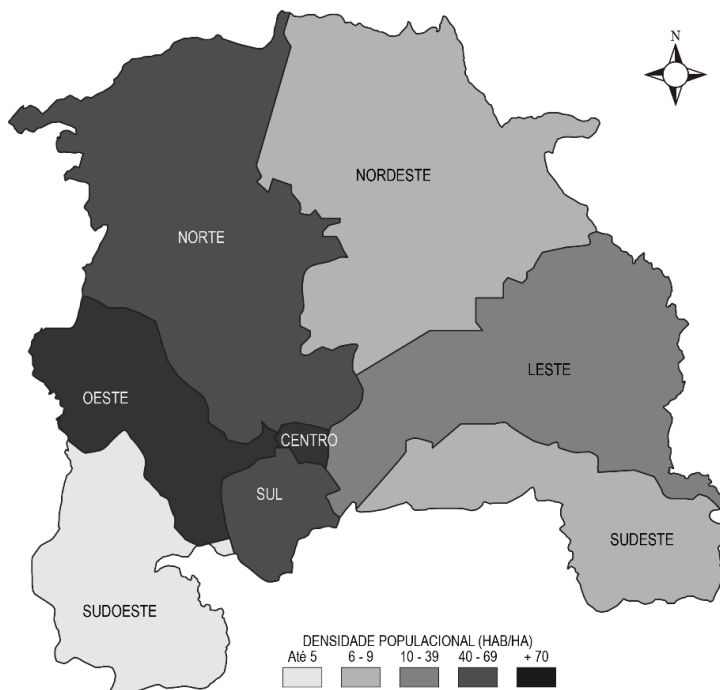 N
NORDESTE
NORTE
LESTE
OESTE
CENTRO
SUL
SUDESTE
SUDOESTE
DENSIDADE POPULACIONAL (HAB/HA)
Até 5 6 - 9 10 - 39 40 - 69 + 70